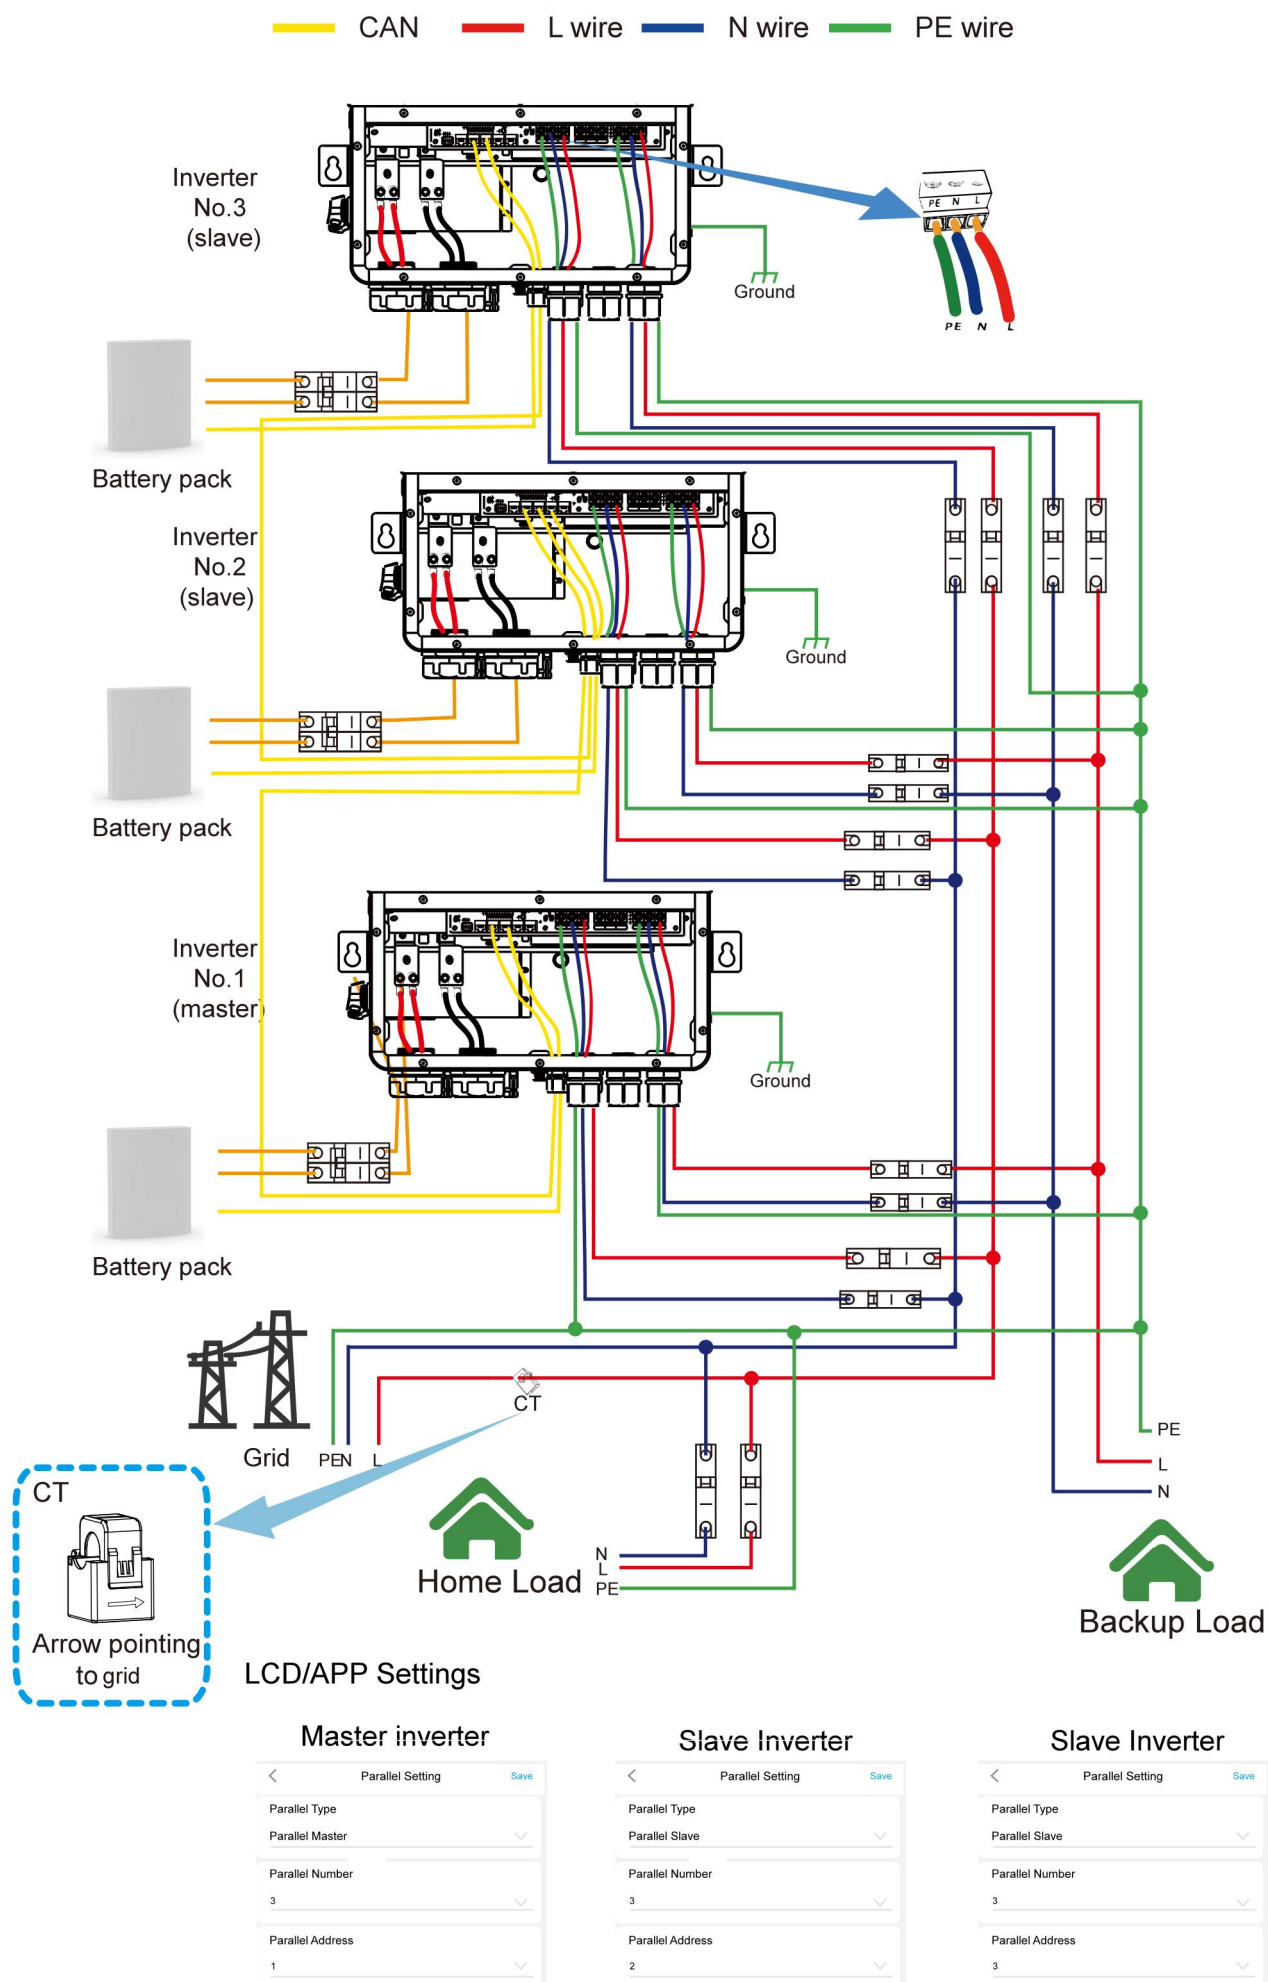 CAN L wire N wire PE wire
Inverter
No.3
(slave)
PE N L
PE N L
Ground
Battery pack
Inverter
No.2
(slave)
Ground
Battery pack
Inverter
No.1
(master)
Ground
Battery pack
CT
Grid PEN L
PE
L
N
CT
Arrow pointing
to grid
N
L
PE
Home Load
Backup Load
LCD/APP Settings
Master inverter
Parallel Setting Save
Parallel Type
Parallel Master
Parallel Number
3
Parallel Address
1
Slave Inverter
Parallel Setting Save
Parallel Type
Parallel Slave
Parallel Number
3
Parallel Address
2
Slave Inverter
Parallel Setting Save
Parallel Type
Parallel Slave
Parallel Number
3
Parallel Address
3